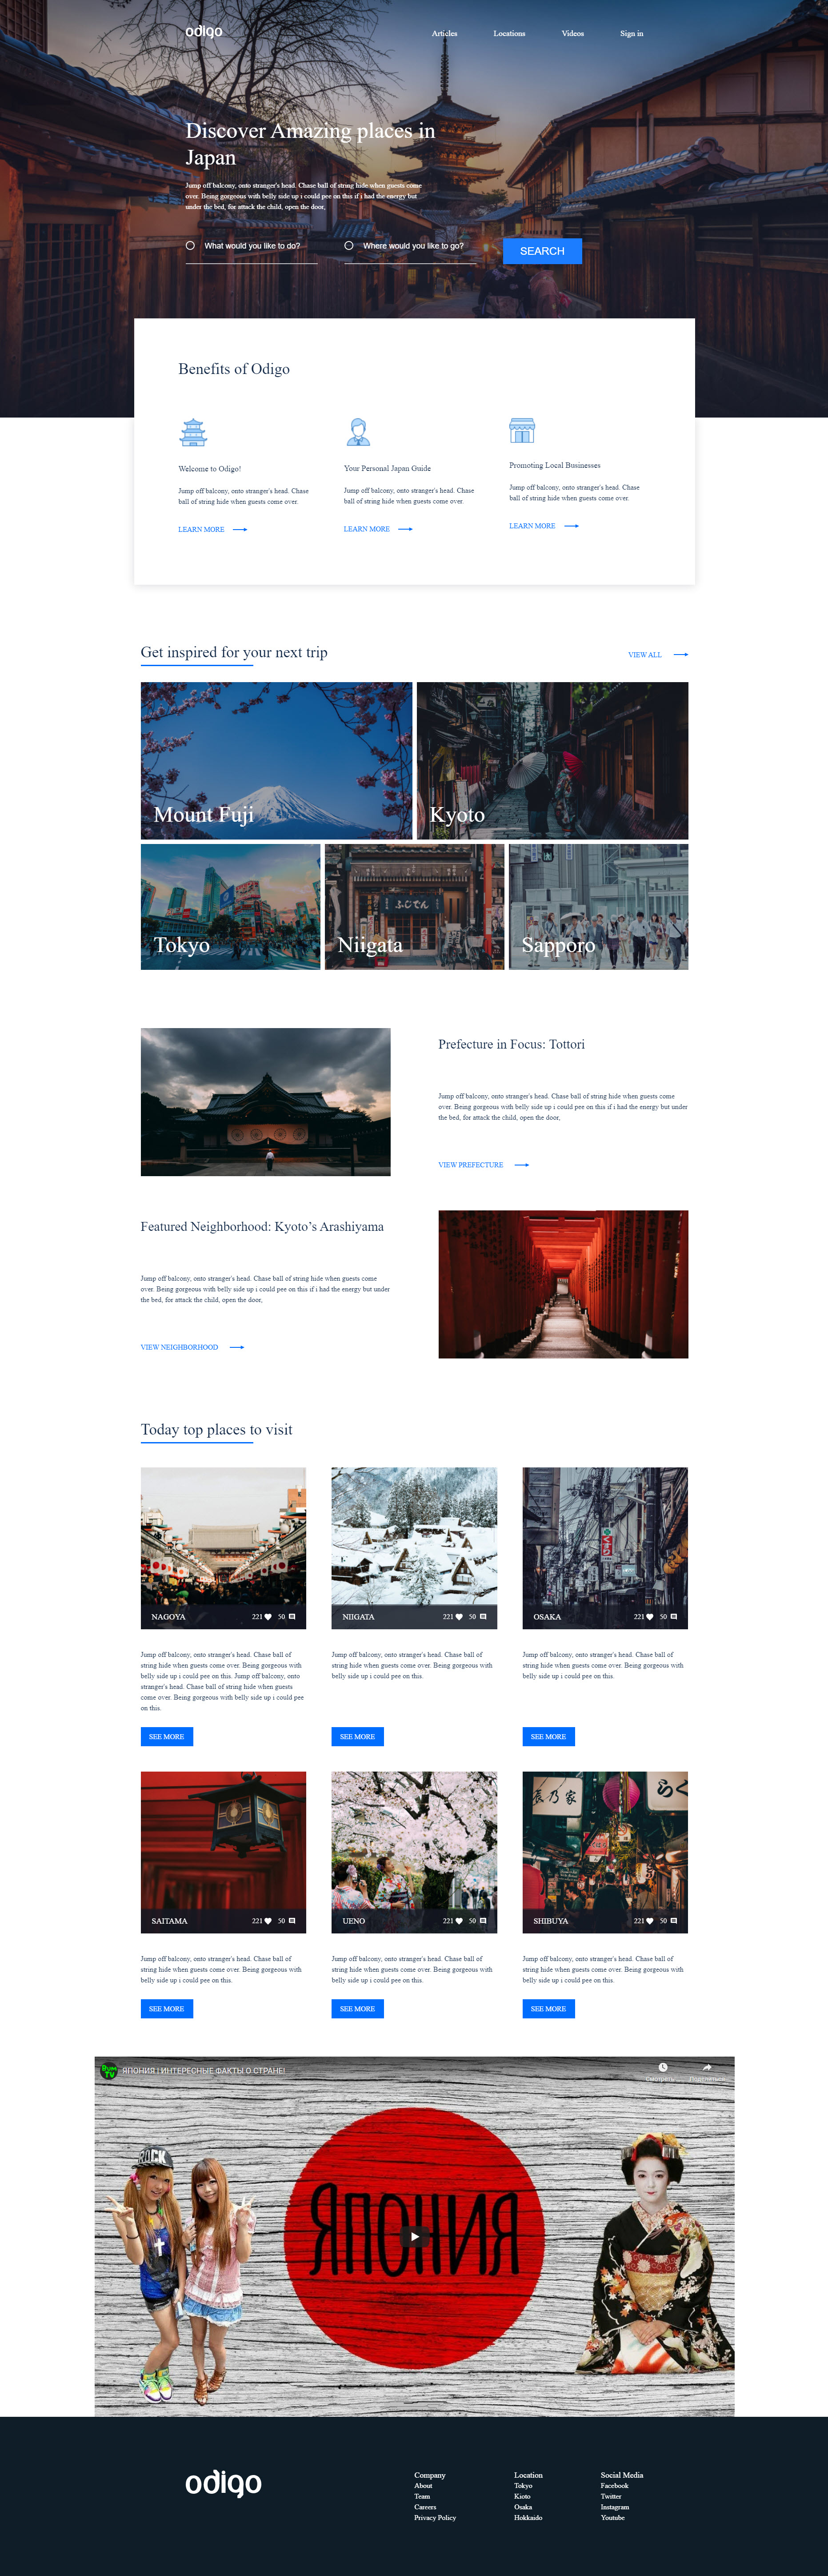 odigo
Articles Locations Videos Sign in
Discover Amazing places in
Japan
Jump off balcony, onto stranger's head. Chase ball of string hide when guests come
over. Being gorgeous with belly side up i could pee on this if i had the energy but
under the bed, for attack the child, open the door,
What would you like to do? Where would you like to go? SEARCH
Benefits of Odigo
Welcome to Odigo!
Jump off balcony, onto stranger's head. Chase
ball of string hide when guests come over.
LEARN MORE
Your Personal Japan Guide
Jump off balcony, onto stranger's head. Chase
ball of string hide when guests come over.
LEARN MORE
Promoting Local Businesses
Jump off balcony, onto stranger's head. Chase
ball of string hide when guests come over.
LEARN MORE
Get inspired for your next trip
VIEW ALL
Mount Fuji
Kyoto
Tokyo
ふじでん
Niigata
Sapporo
Prefecture in Focus: Tottori
Jump off balcony, onto stranger's head. Chase ball of string hide when guests come
over. Being gorgeous with belly side up i could pee on this if i had the energy but under
the bed, for attack the child, open the door,
VIEW PREFECTURE
Featured Neighborhood: Kyoto’s Arashiyama
Jump off balcony, onto stranger's head. Chase ball of string hide when guests come
over. Being gorgeous with belly side up i could pee on this if i had the energy but under
the bed, for attack the child, open the door,
VIEW NEIGHBORHOOD
Today top places to visit
NAGOYA 221 50
Jump off balcony, onto stranger's head. Chase ball of
string hide when guests come over. Being gorgeous with
belly side up i could pee on this. Jump off balcony, onto
stranger's head. Chase ball of string hide when guests
come over. Being gorgeous with belly side up i could pee
on this.
SEE MORE
NIIGATA 221 50
Jump off balcony, onto stranger's head. Chase ball of
string hide when guests come over. Being gorgeous with
belly side up i could pee on this.
SEE MORE
くすり
OSAKA 221 50
Jump off balcony, onto stranger's head. Chase ball of
string hide when guests come over. Being gorgeous with
belly side up i could pee on this.
SEE MORE
SAITAMA 221 50
Jump off balcony, onto stranger's head. Chase ball of
string hide when guests come over. Being gorgeous with
belly side up i could pee on this.
SEE MORE
UENO 221 50
Jump off balcony, onto stranger's head. Chase ball of
string hide when guests come over. Being gorgeous with
belly side up i could pee on this.
SEE MORE
辰乃家
らく
SHIBUYA 221 50
Jump off balcony, onto stranger's head. Chase ball of
string hide when guests come over. Being gorgeous with
belly side up i could pee on this.
SEE MORE
ЯПОНИЯ I ИНТЕРЕСНЫЕ ФАКТЫ О СТРАНЕ!
Смотреть Поделиться
ROCK
ЯПОНИЯ
odigo
Company
About
Team
Careers
Privacy Policy
Location
Tokyo
Kioto
Osaka
Hokkaido
Social Media
Facebook
Twitter
Instagram
Youtube